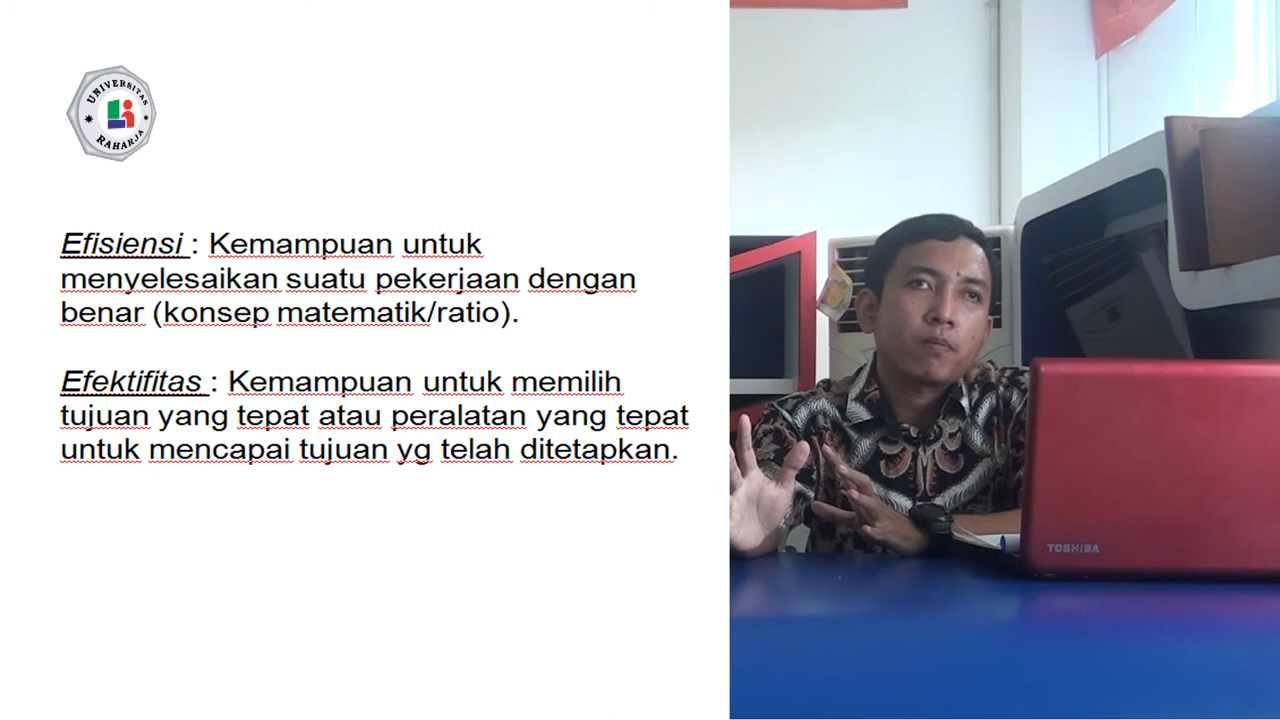 UNIVERSITAS
RAHARJA
Efisiensi : Kemampuan untuk
menyelesaikan suatu pekerjaan dengan
benar (konsep matematik/ratio).
Efektifitas : Kemampuan untuk memilih
tujuan yang tepat atau peralatan yang tepat
untuk mencapai tujuan yg telah ditetapkan.
TOSHIBA